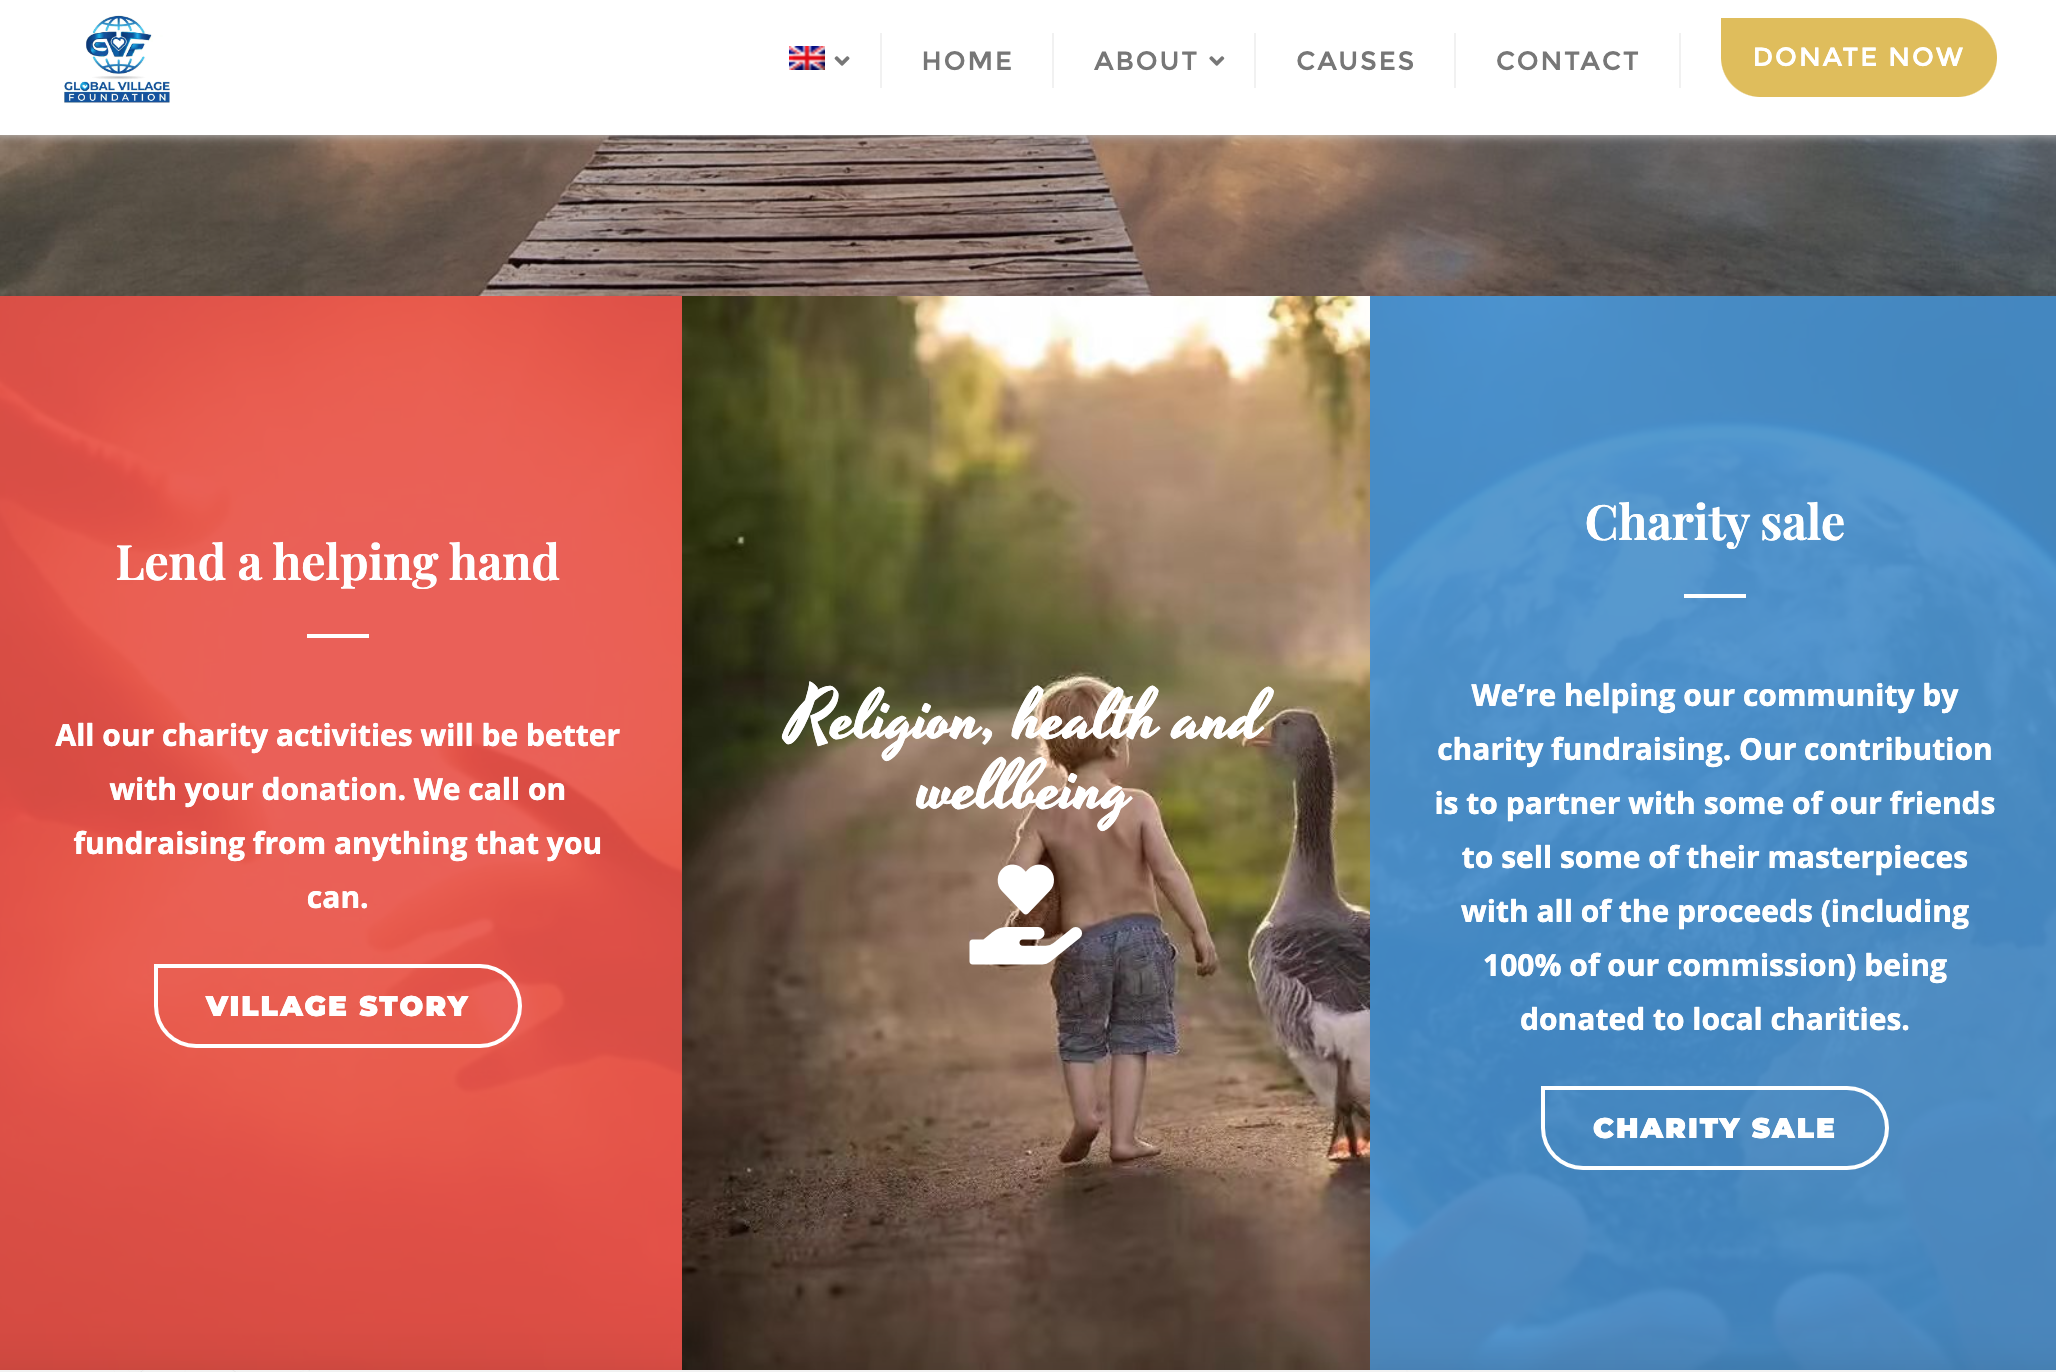 GVF
GLOBAL VILLAGE
FOUNDATION
HOME
ABOUT
CAUSES
CONTACT
DONATE NOW
Lend a helping hand
All our charity activities will be better
with your donation. We call on
fundraising from anything that you
can.
VILLAGE STORY
Religion, health and
wellbeing
Charity sale
We’re helping our community by
charity fundraising. Our contribution
is to partner with some of our friends
to sell some of their masterpieces
with all of the proceeds (including
100% of our commission) being
donated to local charities.
CHARITY SALE